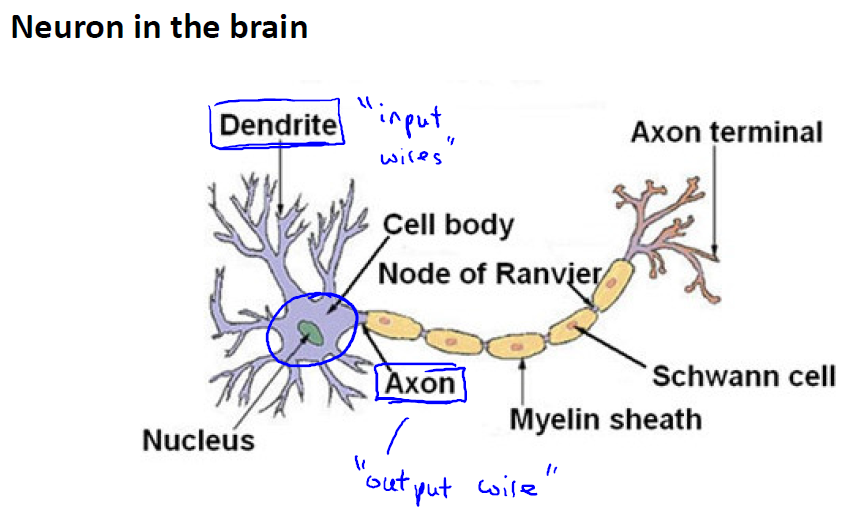 Neuron in the brain
Dendrite
"input
wires"
Axon terminal
Cell body
Node of Ranvier
Axon
Schwann cell
Myelin sheath
Nucleus
"output wire"